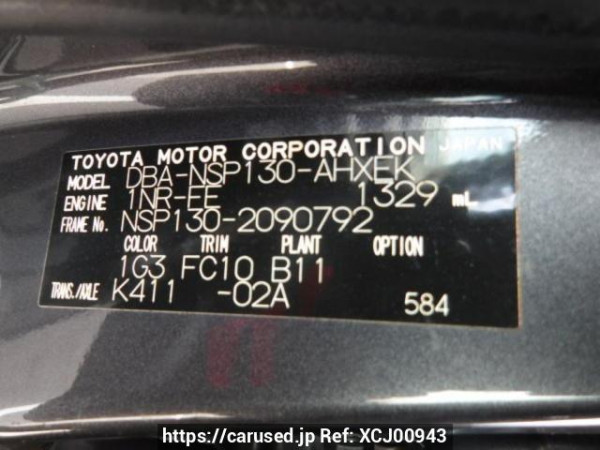 TOYOTA MOTOR CORPORATION JAPAN
MODEL DBA-NSP130-AHXEK
ENGINE 1NR-FE 1329 mL
FRAME No. NSP130-2090792
COLOR TRIM PLANT OPTION
1G3 FC10 B11
TRANS./AXLE K411 -02A 584
https://carused.jp Ref: XCJ00943